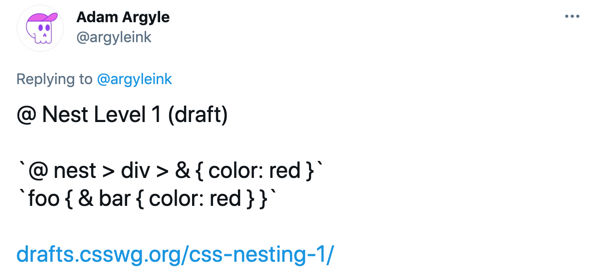 Adam Argyle
@argyleink
Replying to @argyleink
@ Nest Level 1 (draft)
`@ nest > div > & { color: red }`
`foo { & bar { color: red } }`
drafts.csswg.org/css-nesting-1/